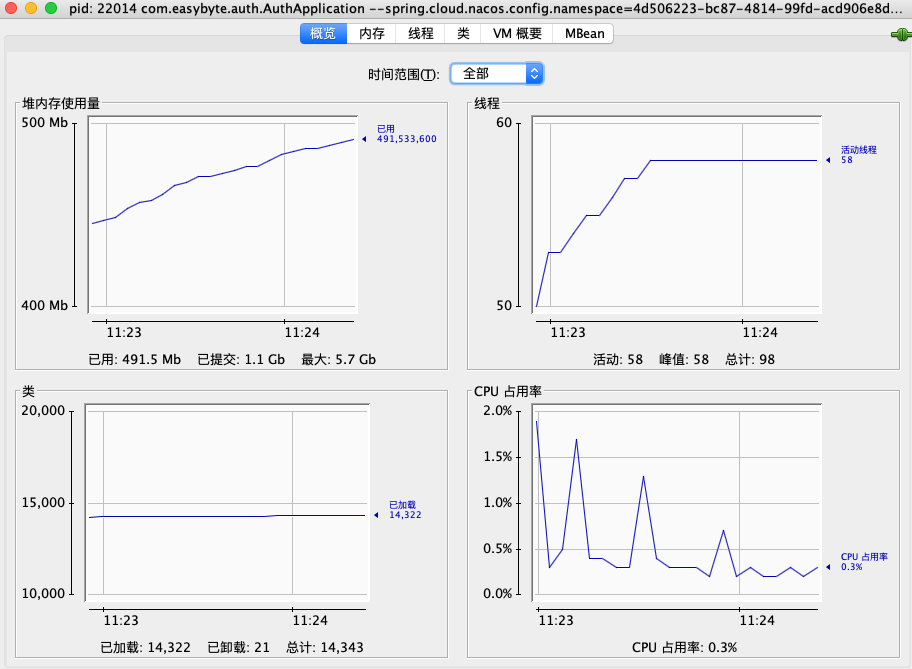 pid: 22014 com.easybyte.auth.AuthApplication --spring.cloud.nacos.config.namespace=4d506223-bc87-4814-99fd-acd906e8d...
概览 内存 线程 类 VM 概要 MBean
时间范围(T): 全部
堆内存使用量
500 Mb
已用
491,533,600
400 Mb
11:23 11:24
已用: 491.5 Mb 已提交: 1.1 Gb 最大: 5.7 Gb
线程
60
活动线程
58
50
11:23 11:24
活动: 58 峰值: 58 总计: 98
类
20,000
15,000
已加载
14,322
10,000
11:23 11:24
已加载: 14,322 已卸载: 21 总计: 14,343
CPU 占用率
2.0%
1.5%
1.0%
0.5%
CPU 占用率
0.3%
0.0%
11:23 11:24
CPU 占用率: 0.3%